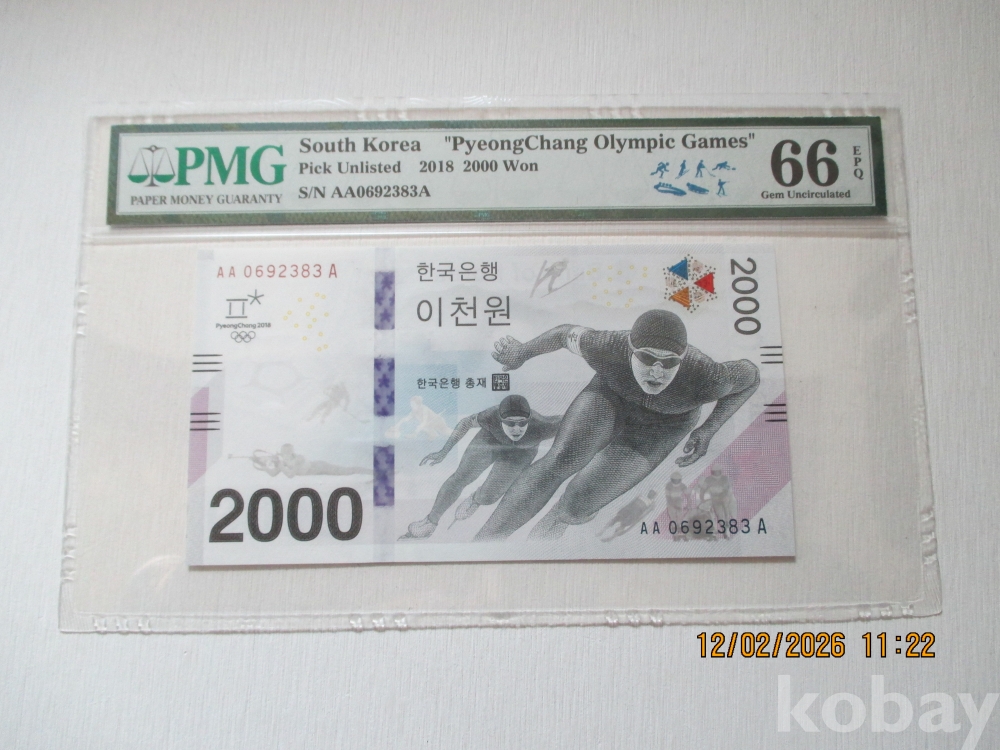 PMG
PAPER MONEY GUARANTY
South Korea "PyeongChang Olympic Games"
Pick Unlisted 2018 2000 Won
S/N AA0692383A
66
EPQ
Gem Uncirculated
AA 0692383 A
PyeongChang 2018
한국은행
이천원
2000
한국은행 총재
2000
AA 0692383 A
12/02/2026 11:22
kobay